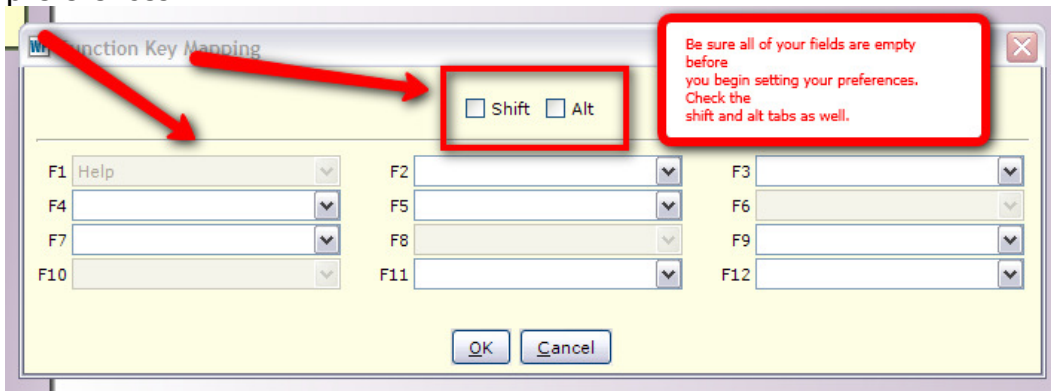 Function Key Mapping
Be sure all of your fields are empty
before
you begin setting your preferences.
Check the
shift and alt tabs as well.
Shift Alt
F1 Help F2 F3
F4 F5 F6
F7 F8 F9
F10 F11 F12
OK Cancel